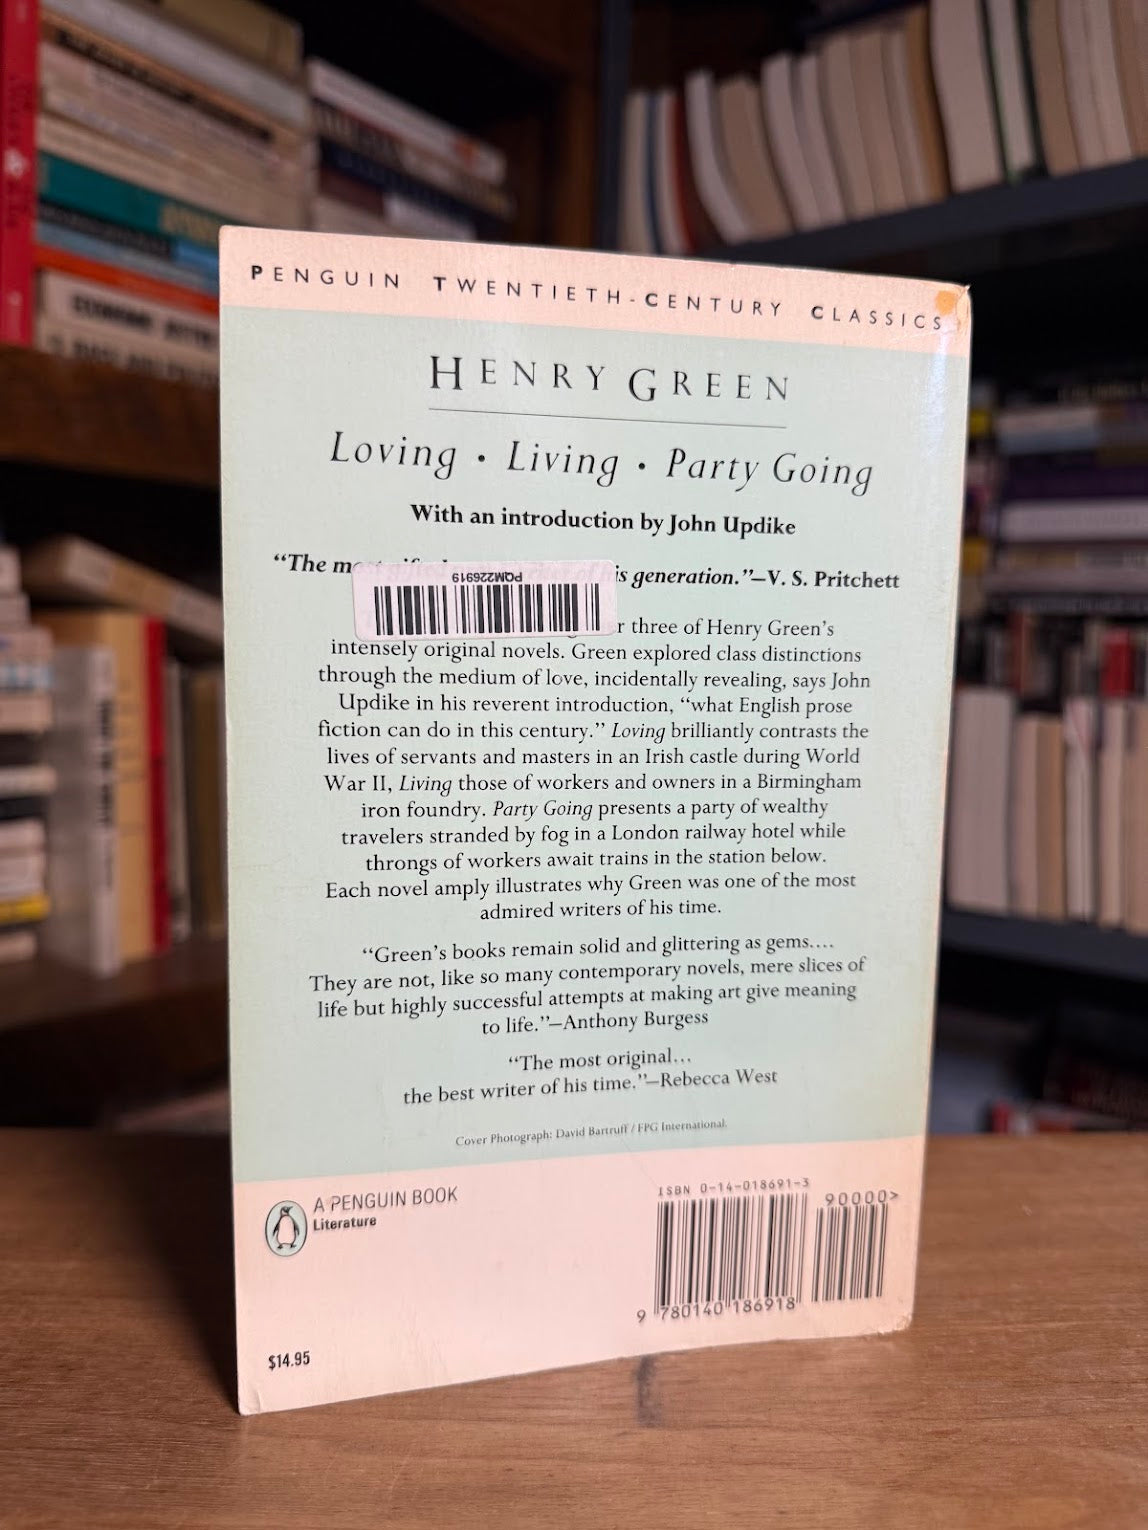 PENGUIN TWENTIETH-CENTURY CLASSICS
HENRY GREEN
Loving · Living · Party Going
With an introduction by John Updike
“The most gifted of his generation.”—V. S. Pritchett
PQM226919
three of Henry Green’s
intensely original novels. Green explored class distinctions
through the medium of love, incidentally revealing, says John
Updike in his reverent introduction, “what English prose
fiction can do in this century.” Loving brilliantly contrasts the
lives of servants and masters in an Irish castle during World
War II, Living those of workers and owners in a Birmingham
iron foundry. Party Going presents a party of wealthy
travelers stranded by fog in a London railway hotel while
throngs of workers await trains in the station below.
Each novel amply illustrates why Green was one of the most
admired writers of his time.
“Green’s books remain solid and glittering as gems....
They are not, like so many contemporary novels, mere slices of
life but highly successful attempts at making art give meaning
to life.”—Anthony Burgess
“The most original...
the best writer of his time.”—Rebecca West
Cover Photograph: David Bartruff / FPG International.
A PENGUIN BOOK
Literature
ISBN 0-14-018691-3
90000>
9 780140 186918
$14.95